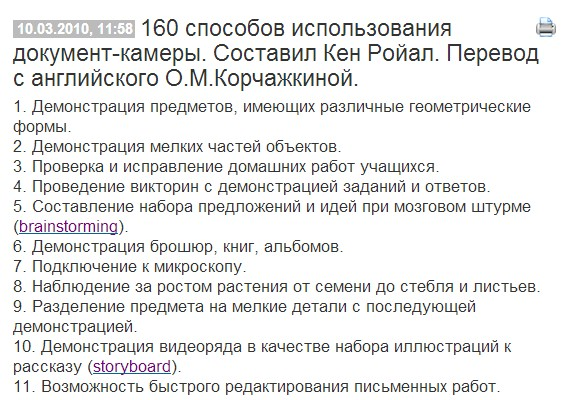 10.03.2010, 11:58 160 способов использования
документ-камеры. Составил Кен Ройал. Перевод
с английского О.М.Корчажкиной.
1. Демонстрация предметов, имеющих различные геометрические
формы.
2. Демонстрация мелких частей объектов.
3. Проверка и исправление домашних работ учащихся.
4. Проведение викторин с демонстрацией заданий и ответов.
5. Составление набора предложений и идей при мозговом штурме
(brainstorming).
6. Демонстрация брошюр, книг, альбомов.
7. Подключение к микроскопу.
8. Наблюдение за ростом растения от семени до стебля и листьев.
9. Разделение предмета на мелкие детали с последующей
демонстрацией.
10. Демонстрация видеоряда в качестве набора иллюстраций к
рассказу (storyboard).
11. Возможность быстрого редактирования письменных работ.